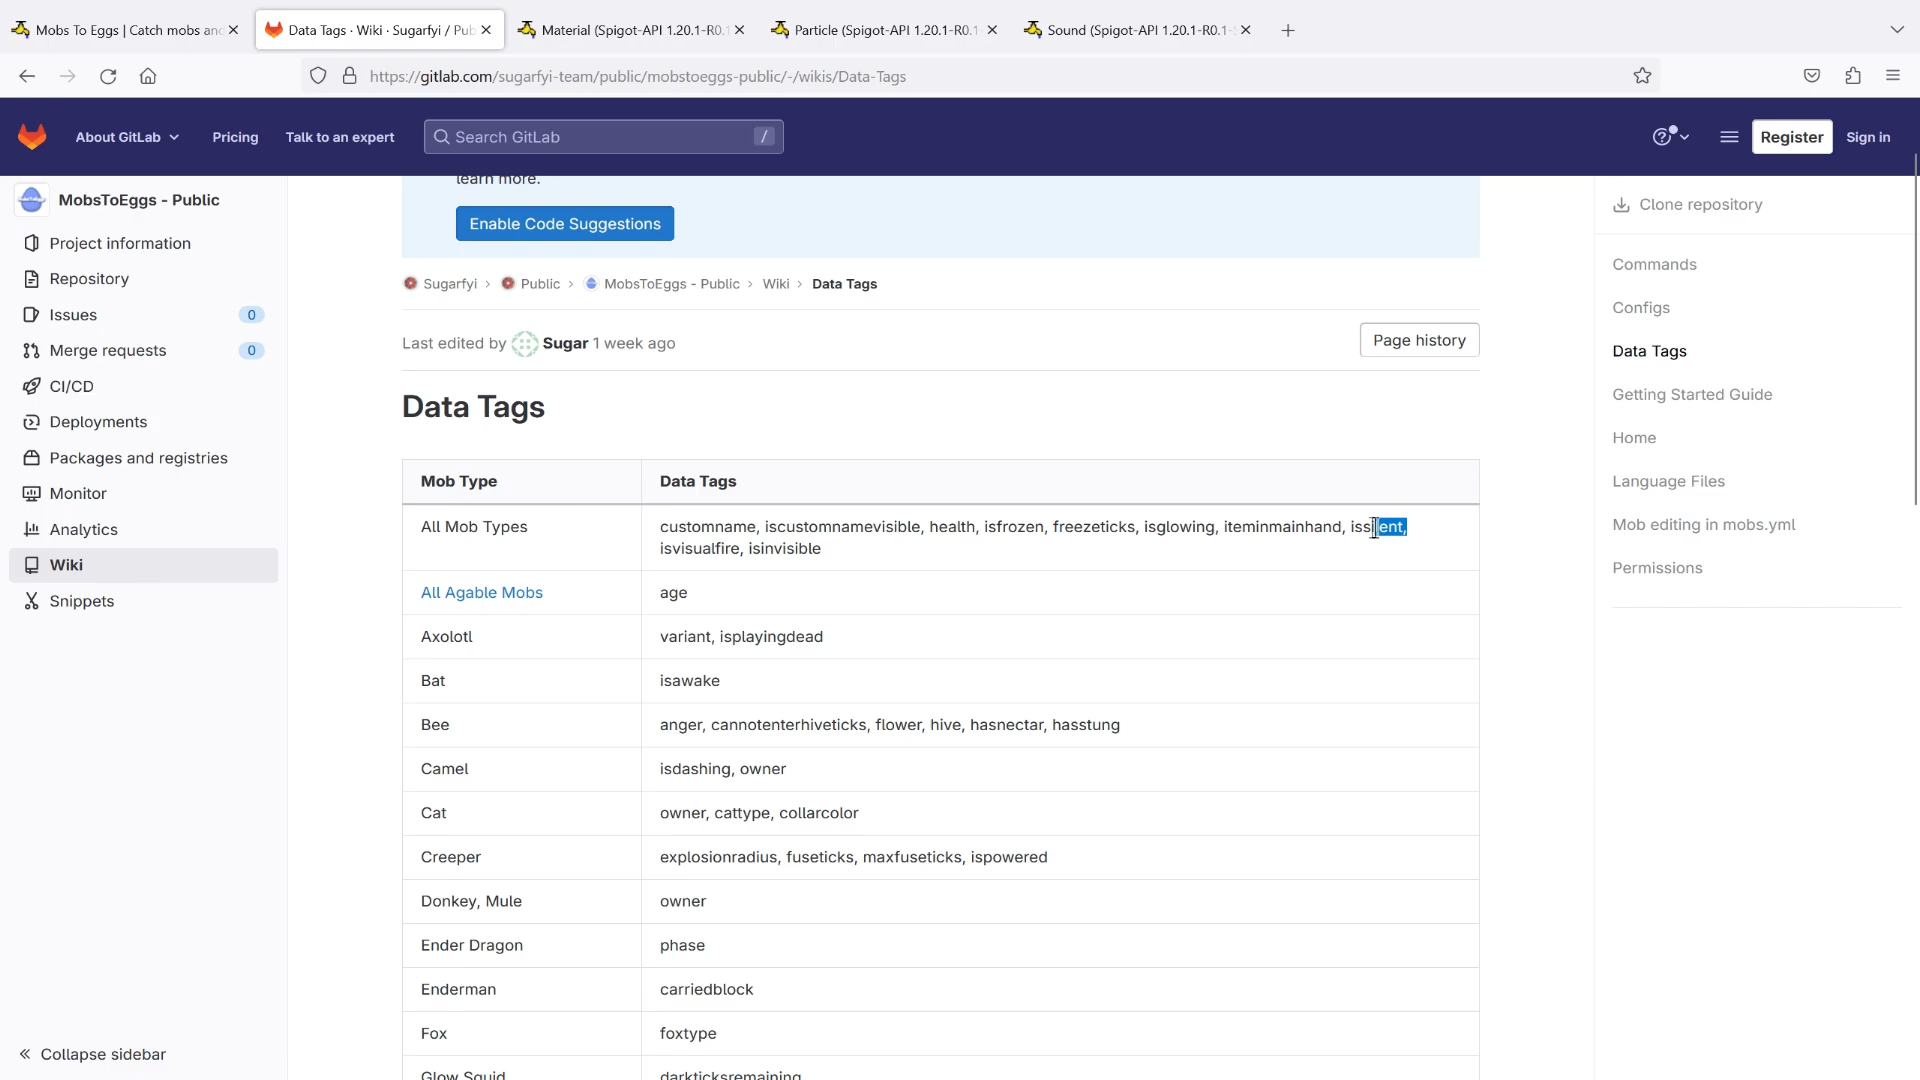 Mobs To Eggs | Catch mobs and
Data Tags · Wiki · Sugarfyi / Pub
Material (Spigot-API 1.20.1-R0.1
Particle (Spigot-API 1.20.1-R0.1
Sound (Spigot-API 1.20.1-R0.1-
https://gitlab.com/sugarfyi-team/public/mobstoeggs-public/-/wikis/Data-Tags
About GitLab
Pricing
Talk to an expert
Search GitLab
/
Register
Sign in
MobsToEggs - Public
Project information
Repository
Issues 0
Merge requests 0
CI/CD
Deployments
Packages and registries
Monitor
Analytics
Wiki
Snippets
Collapse sidebar
learn more.
Enable Code Suggestions
Sugarfyi › Public › MobsToEggs - Public › Wiki › Data Tags
Last edited by Sugar 1 week ago
Page history
Data Tags
Mob Type Data Tags
All Mob Types customname, iscustomnamevisible, health, isfrozen, freezeticks, isglowing, iteminmainhand, issilent,
isvisualfire, isinvisible
All Agable Mobs age
Axolotl variant, isplayingdead
Bat isawake
Bee anger, cannotenterhiveticks, flower, hive, hasnectar, hasstung
Camel isdashing, owner
Cat owner, cattype, collarcolor
Creeper explosionradius, fuseticks, maxfuseticks, ispowered
Donkey, Mule owner
Ender Dragon phase
Enderman carriedblock
Fox foxtype
Glow Squid darkticksremaining
Clone repository
Commands
Configs
Data Tags
Getting Started Guide
Home
Language Files
Mob editing in mobs.yml
Permissions